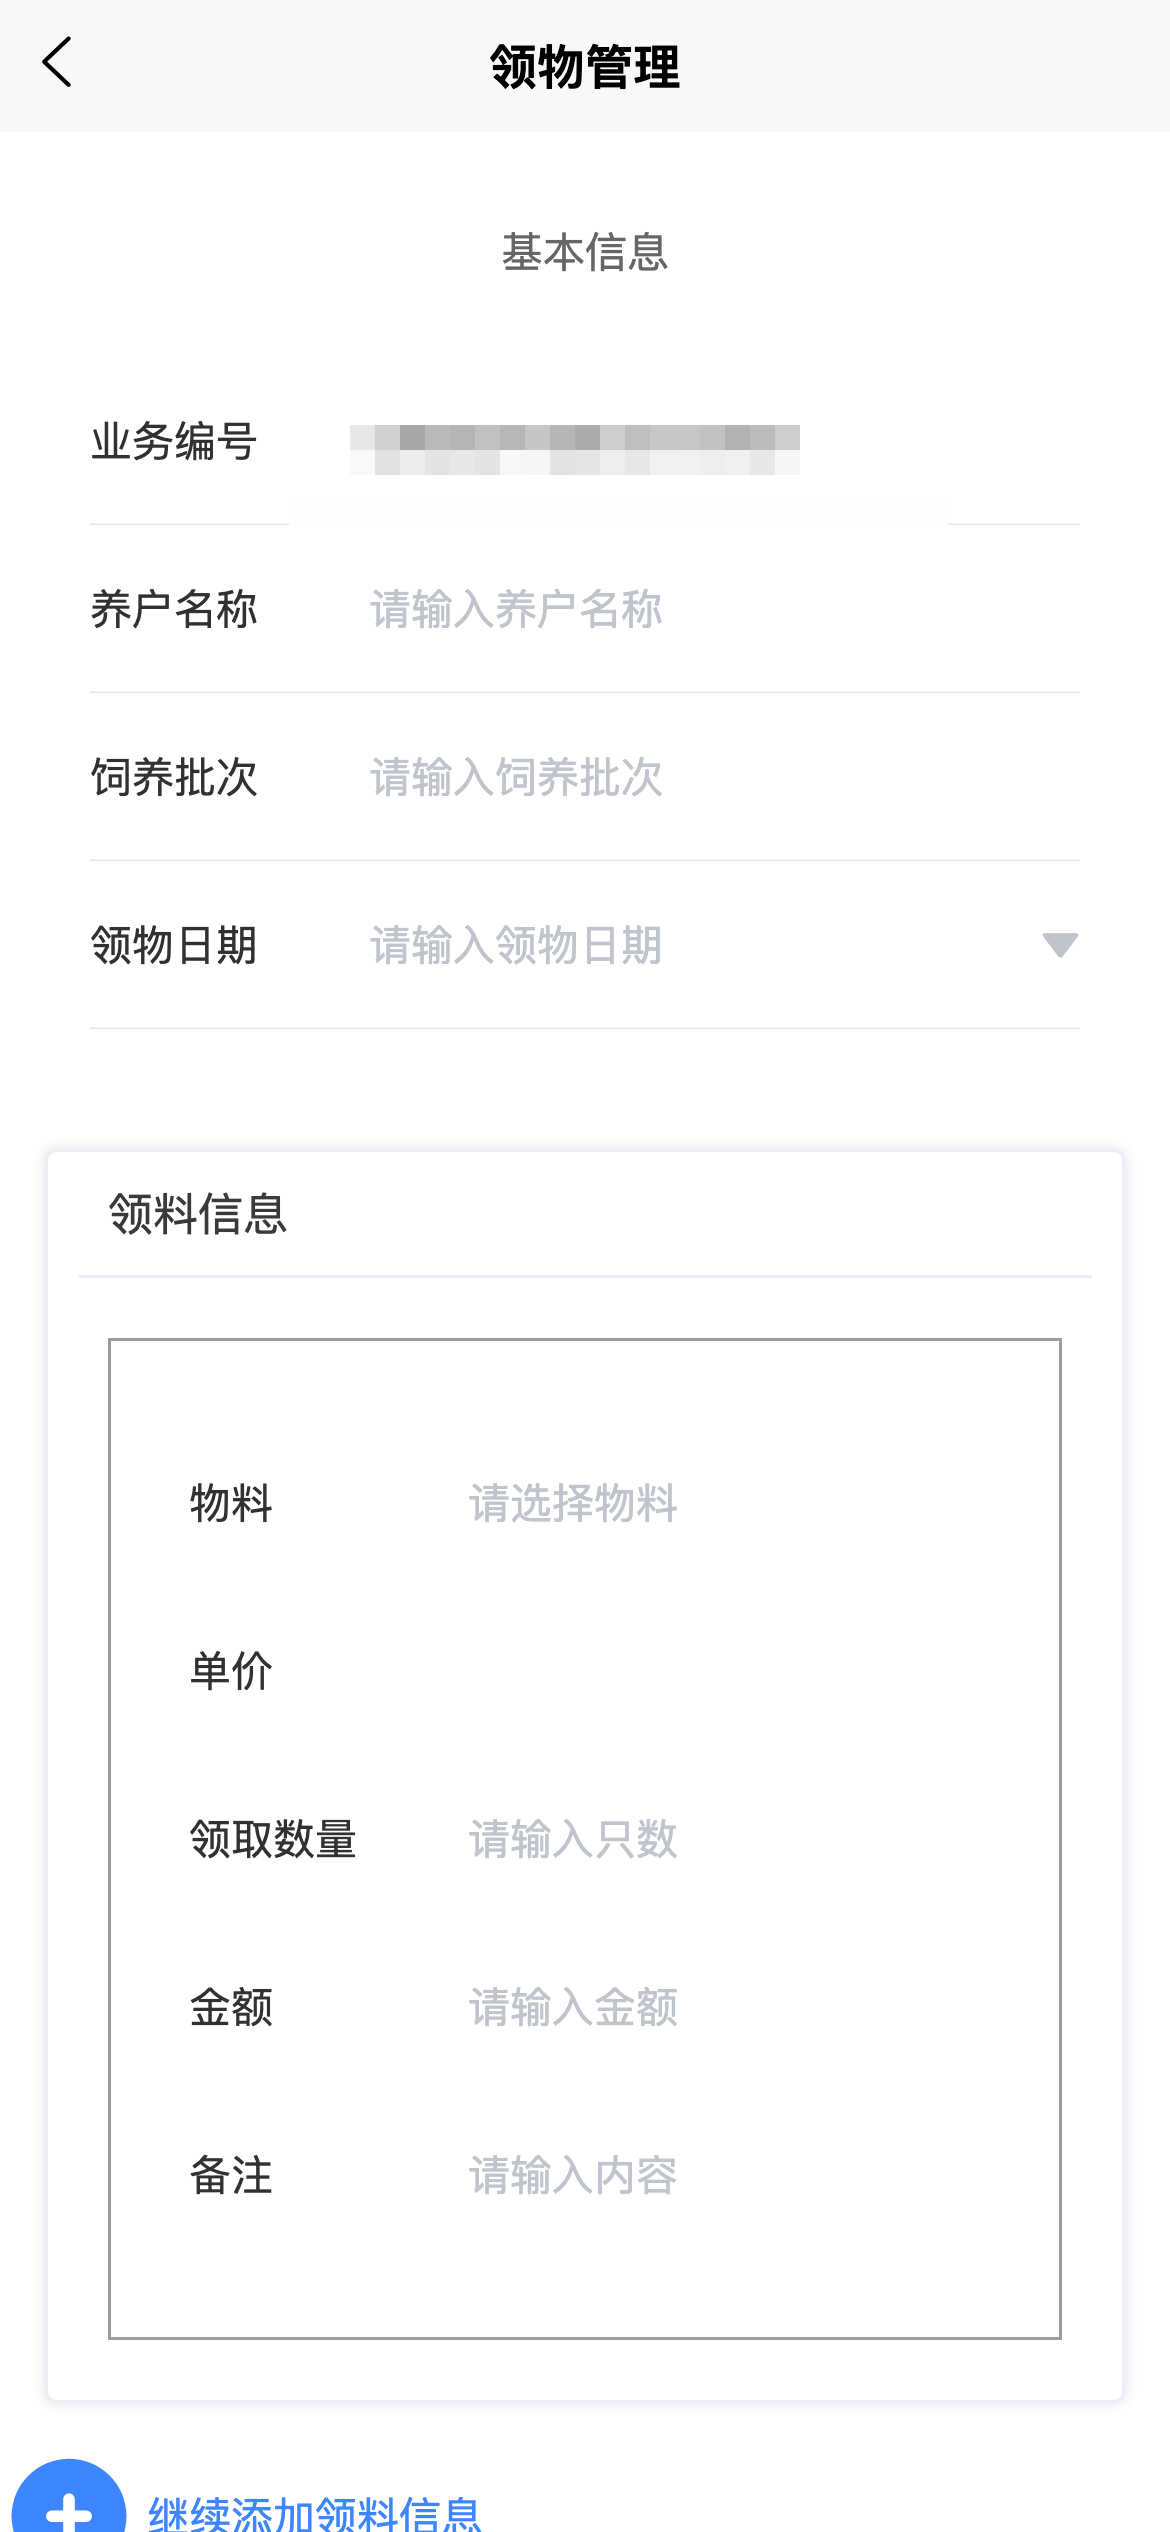 领物管理
基本信息
业务编号
养户名称 请输入养户名称
饲养批次 请输入饲养批次
领物日期 请输入领物日期
领料信息
物料 请选择物料
单价
领取数量 请输入只数
金额 请输入金额
备注 请输入内容
继续添加领料信息